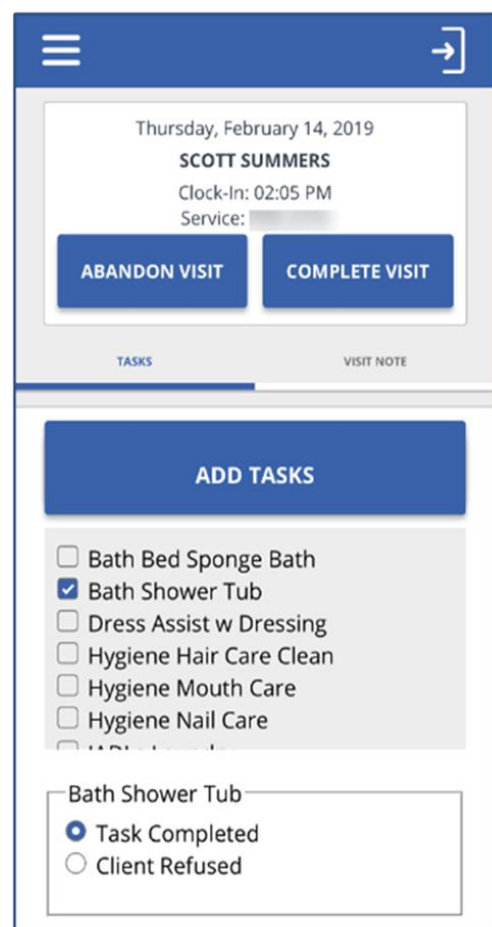 Thursday, February 14, 2019
SCOTT SUMMERS
Clock-In: 02:05 PM
Service:
ABANDON VISIT
COMPLETE VISIT
TASKS
VISIT NOTE
ADD TASKS
Bath Bed Sponge Bath
Bath Shower Tub
Dress Assist w Dressing
Hygiene Hair Care Clean
Hygiene Mouth Care
Hygiene Nail Care
Bath Shower Tub
Task Completed
Client Refused